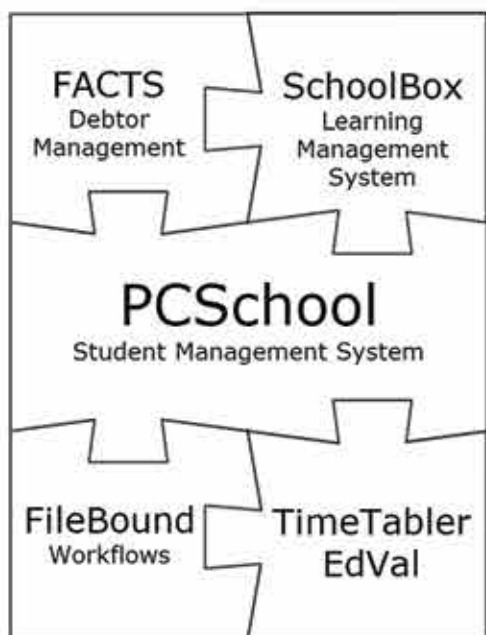 FACTS
Debtor
Management
SchoolBox
Learning
Management
System
PCSchool
Student Management System
FileBound
Workflows
TimeTabler
EdVal